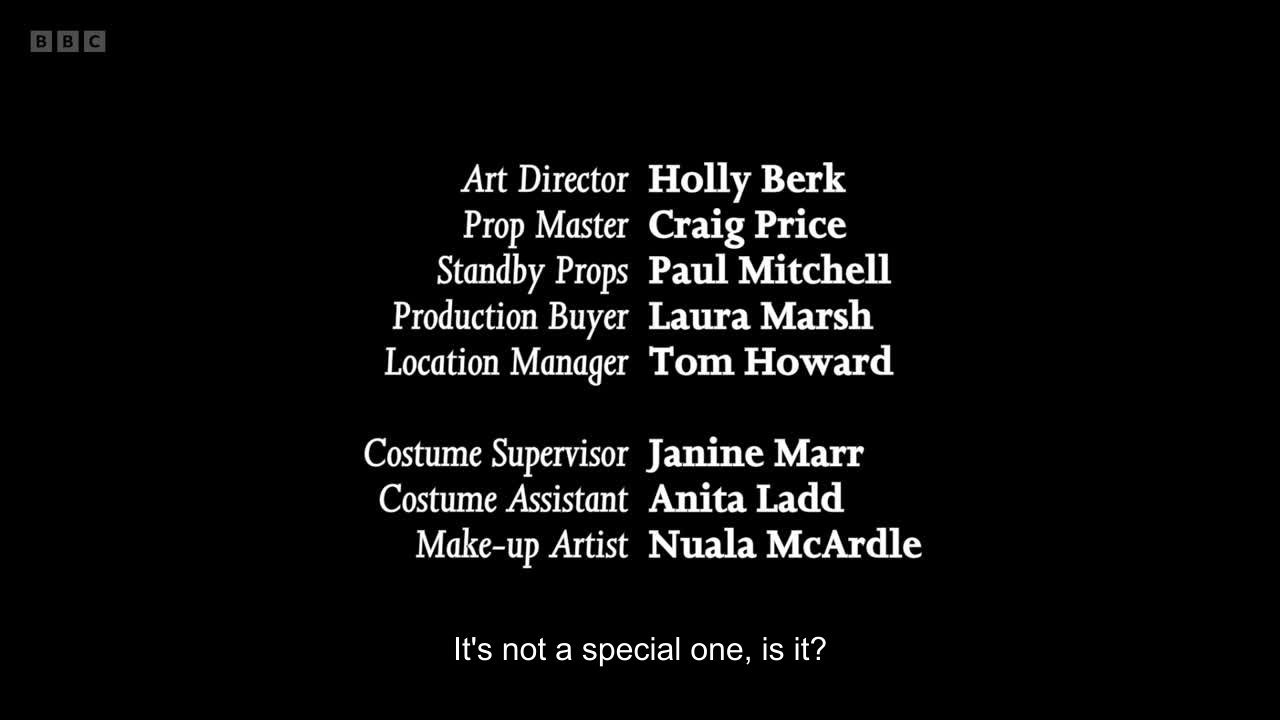 BBC
Art Director Holly Berk
Prop Master Craig Price
Standby Props Paul Mitchell
Production Buyer Laura Marsh
Location Manager Tom Howard
Costume Supervisor Janine Marr
Costume Assistant Anita Ladd
Make-up Artist Nuala McArdle
It's not a special one, is it?